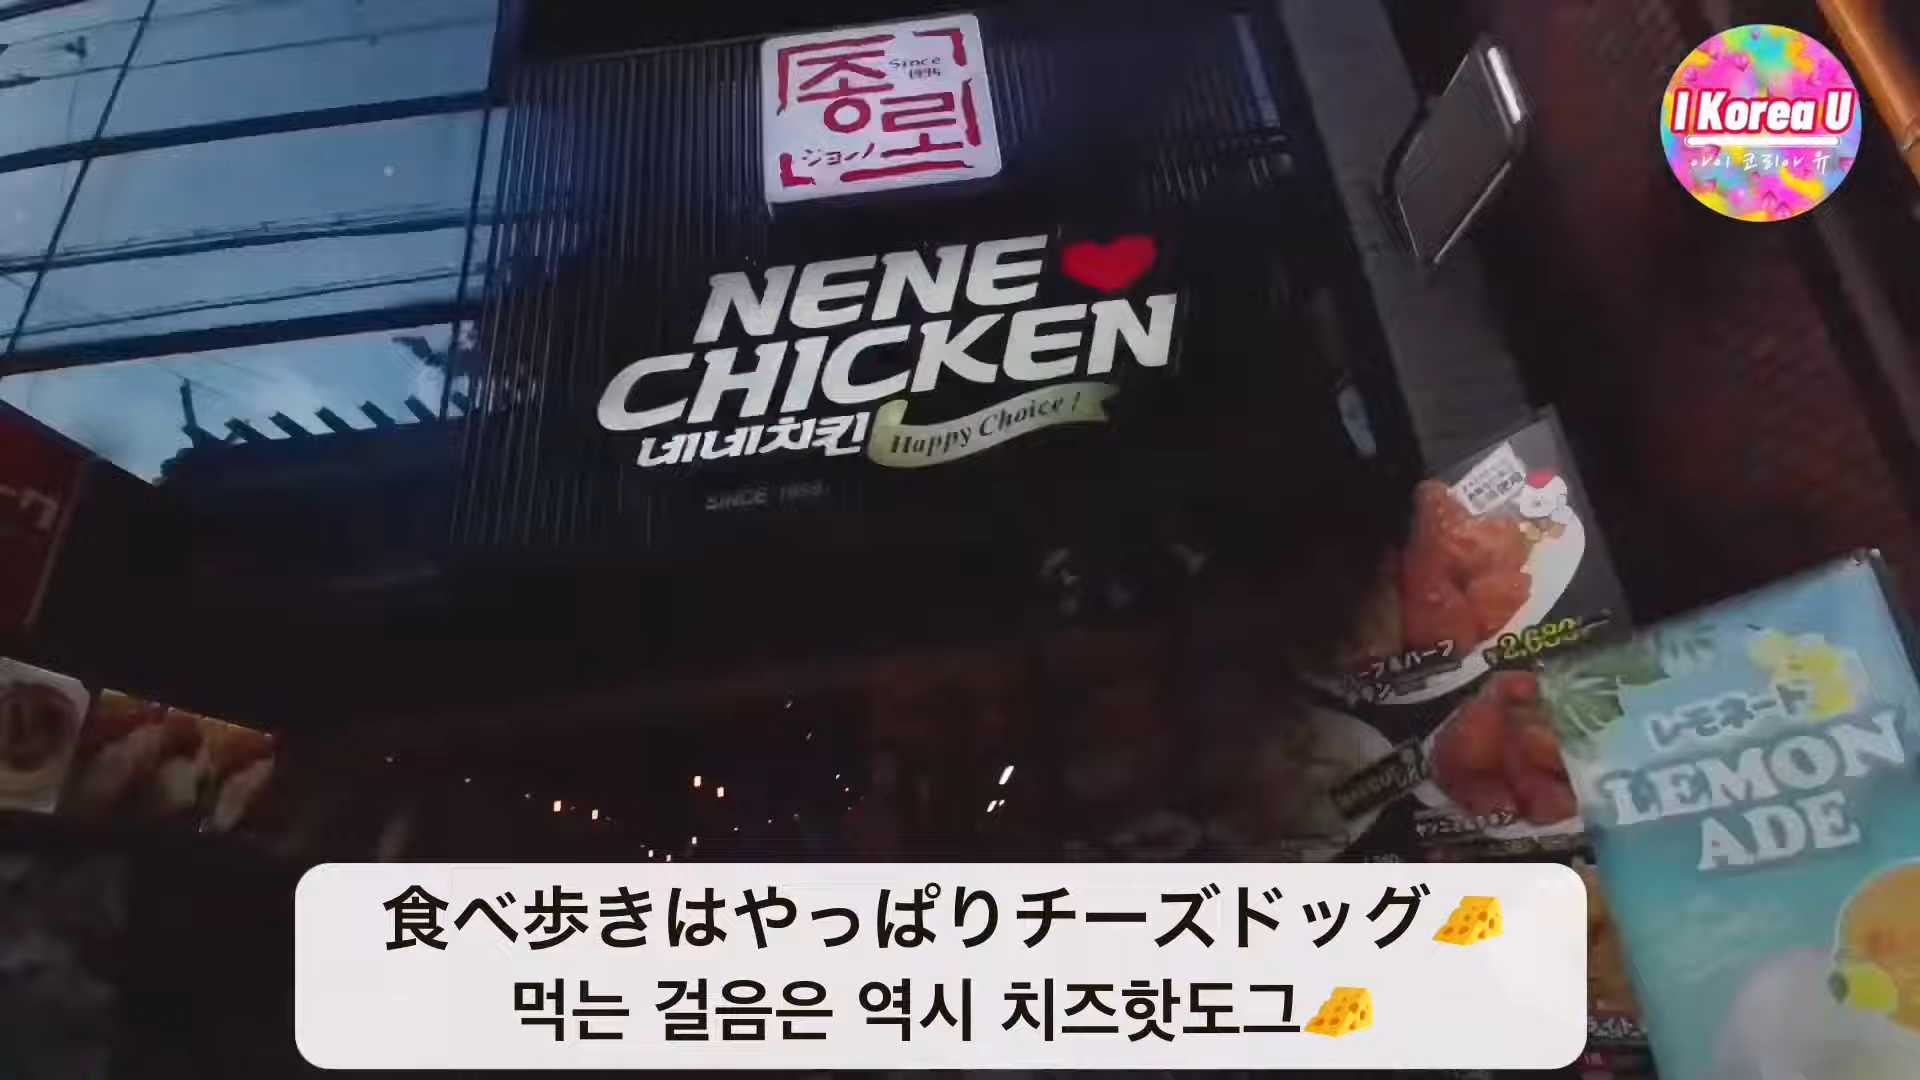 종로
Since 1994
ジョンノ
I Korea U
아이 코리아 유
NENE
CHICKEN
네네치킨
Happy Choice!
SINCE
レモネード
LEMON
ADE
食べ歩きはやっぱりチーズドッグ🧀
먹는 걸음은 역시 치즈핫도그🧀